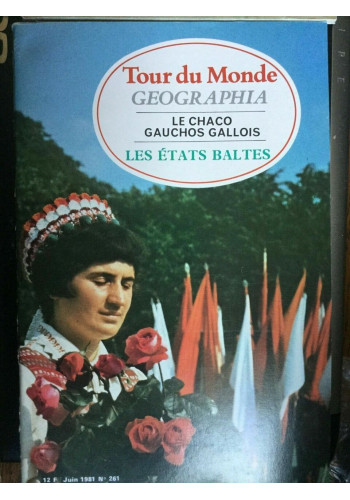 Tour du Monde
GEOGRAPHIA
LE CHACO
GAUCHOS GALLOIS
LES ÉTATS BALTES
12 F. Juin 1981 N° 261